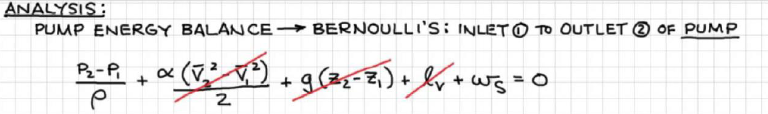 ANALYSIS:
PUMP ENERGY BALANCE → BERNOULLI'S: INLET ① TO OUTLET ② OF PUMP
(P₂-P₁)/ρ + α(V̄₂²-V̄₁²)/2 + g(z₂-z₁) + lᵥ + ωₛ = 0